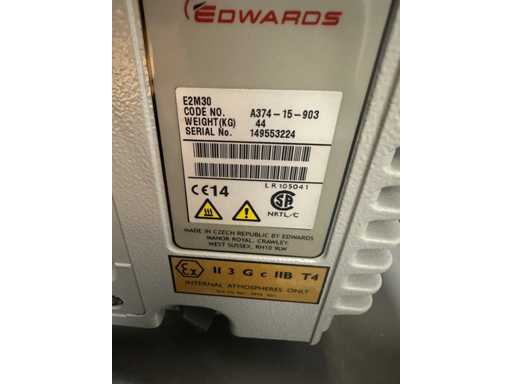 EDWARDS
E2M30
CODE NO. A374-15-903
WEIGHT(KG) 44
SERIAL No. 149553224
LR105041
CE14
NRTL/C
MADE IN CZECH REPUBLIC BY EDWARDS
MANOR ROYAL, CRAWLEY,
WEST SUSSEX, RH10 9LW
Ex II 3 G c IIB T4
INTERNAL ATMOSPHERES ONLY